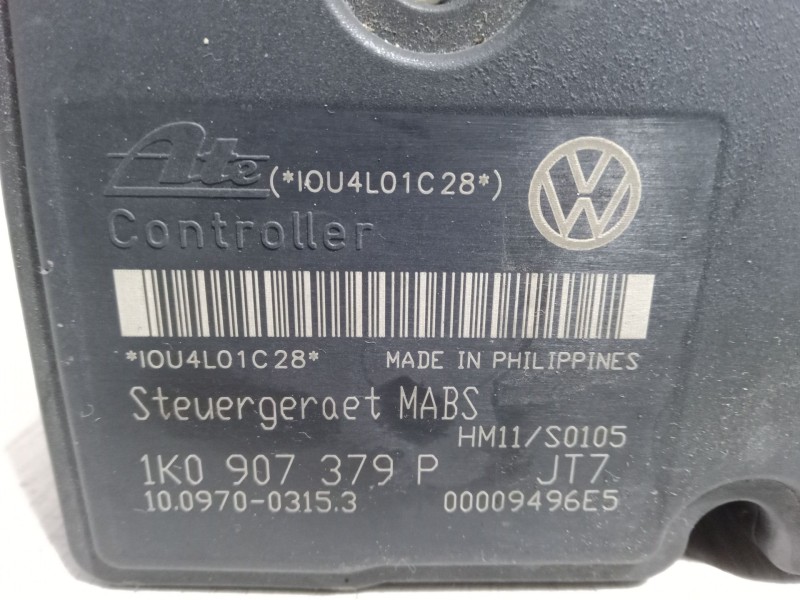 Ate (*IOU4L01C28*)
Controller
*IOU4L01C28* MADE IN PHILIPPINES
Steuergeraet MABS
HM11/S0105
1K0 907 379 P JT7
10.0970-0315.3 00009496E5